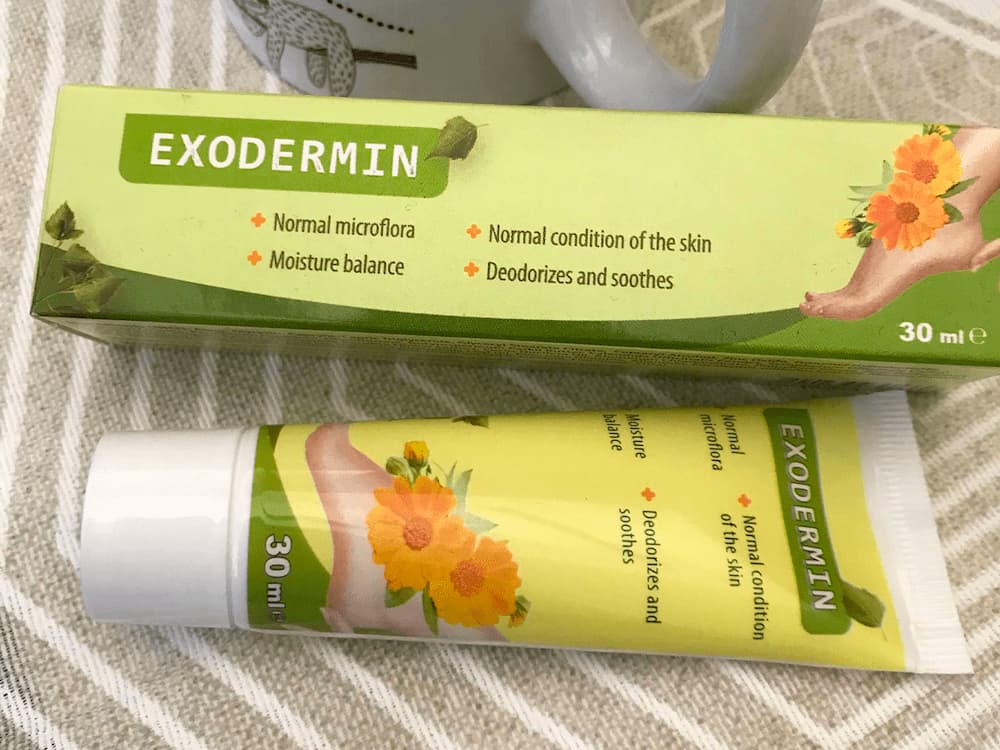 EXODERMIN
Normal microflora
Normal condition of the skin
Moisture balance
Deodorizes and soothes
30 ml e
EXODERMIN
Normal
microflora
Normal condition
of the skin
Moisture
balance
Deodorizes and
soothes
30 ml e